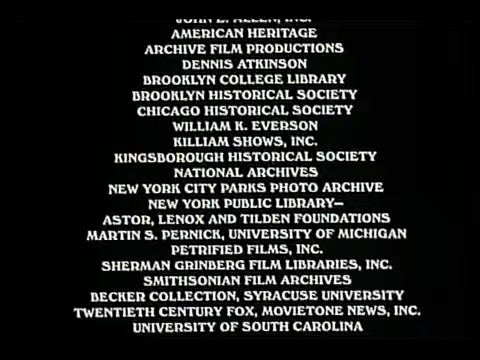 JOHN E. ALLEN, INC.
AMERICAN HERITAGE
ARCHIVE FILM PRODUCTIONS
DENNIS ATKINSON
BROOKLYN COLLEGE LIBRARY
BROOKLYN HISTORICAL SOCIETY
CHICAGO HISTORICAL SOCIETY
WILLIAM K. EVERSON
KILLIAM SHOWS, INC.
KINGSBOROUGH HISTORICAL SOCIETY
NATIONAL ARCHIVES
NEW YORK CITY PARKS PHOTO ARCHIVE
NEW YORK PUBLIC LIBRARY—
ASTOR, LENOX AND TILDEN FOUNDATIONS
MARTIN S. PERNICK, UNIVERSITY OF MICHIGAN
PETRIFIED FILMS, INC.
SHERMAN GRINBERG FILM LIBRARIES, INC.
SMITHSONIAN FILM ARCHIVES
BECKER COLLECTION, SYRACUSE UNIVERSITY
TWENTIETH CENTURY FOX, MOVIETONE NEWS, INC.
UNIVERSITY OF SOUTH CAROLINA